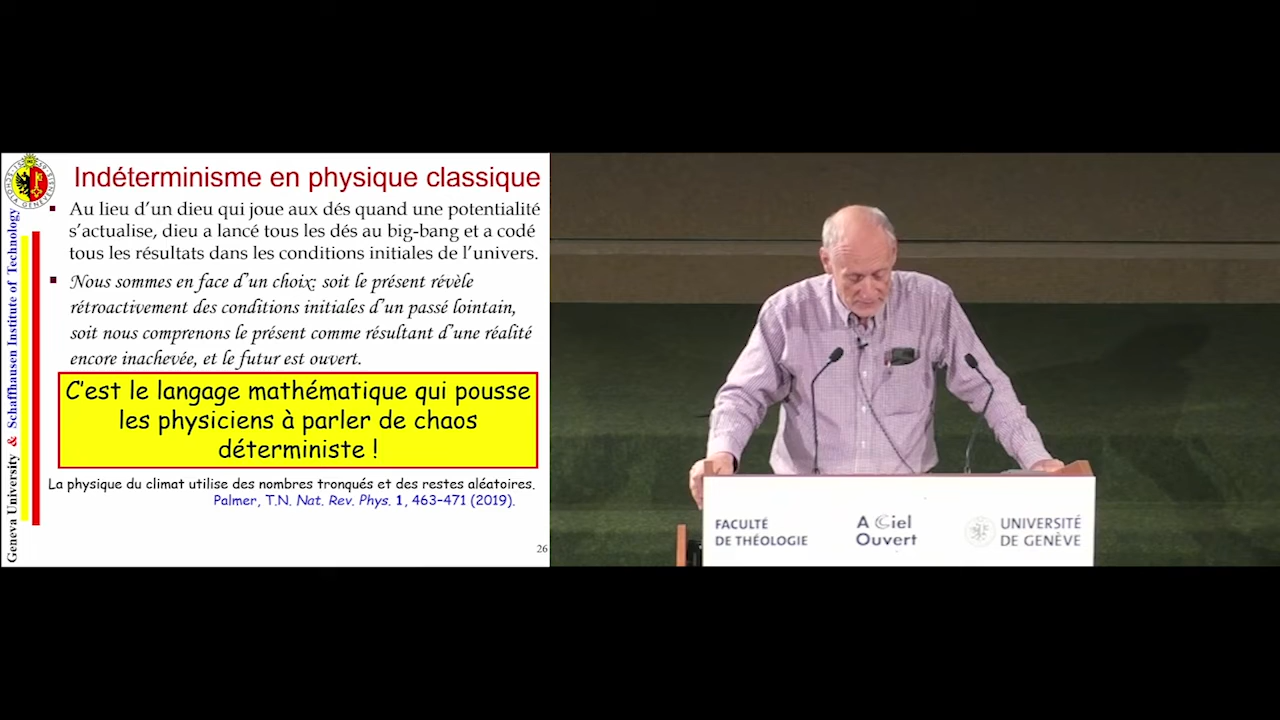 Indéterminisme en physique classique
Au lieu d'un dieu qui joue aux dés quand une potentialité
s'actualise, dieu a lancé tous les dés au big-bang et a codé
tous les résultats dans les conditions initiales de l'univers.
Nous sommes en face d'un choix: soit le présent révèle
rétroactivement des conditions initiales d'un passé lointain,
soit nous comprenons le présent comme résultant d'une réalité
encore inachevée, et le futur est ouvert.
C'est le langage mathématique qui pousse
les physiciens à parler de chaos
déterministe !
La physique du climat utilise des nombres tronqués et des restes aléatoires.
Palmer, T.N. Nat. Rev. Phys. 1, 463–471 (2019).
26
Geneva University & Schaffhausen Institute of Technology
FACULTÉ
DE THÉOLOGIE
A Ciel
Ouvert
UNIVERSITÉ
DE GENÈVE